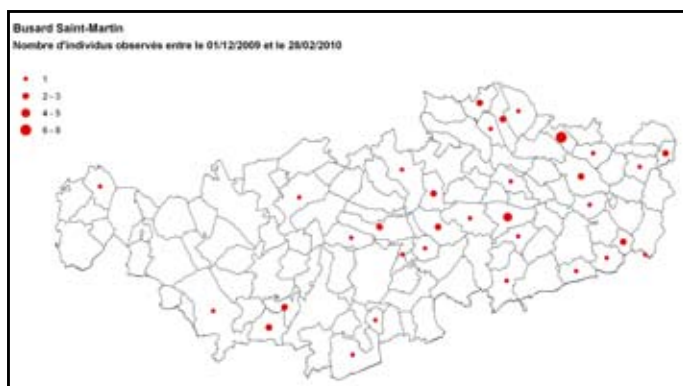 Busard Saint-Martin
Nombre d'individus observés entre le 01/12/2009 et le 28/02/2010
1
2 - 3
4 - 5
6 - 8